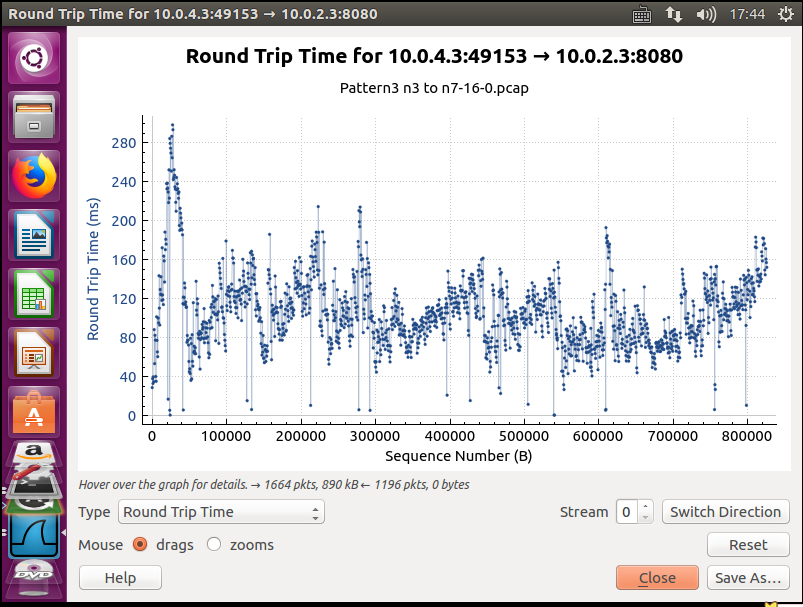 Round Trip Time for 10.0.4.3:49153 → 10.0.2.3:8080
17:44
Round Trip Time for 10.0.4.3:49153 → 10.0.2.3:8080
Pattern3 n3 to n7-16-0.pcap
Round Trip Time (ms)
280
240
200
160
120
80
40
0
0 100000 200000 300000 400000 500000 600000 700000 800000
Sequence Number (B)
Hover over the graph for details. → 1664 pkts, 890 kB ← 1196 pkts, 0 bytes
Type Round Trip Time Stream 0 Switch Direction
Mouse drags zooms Reset
Help Close Save As…
a
DVD